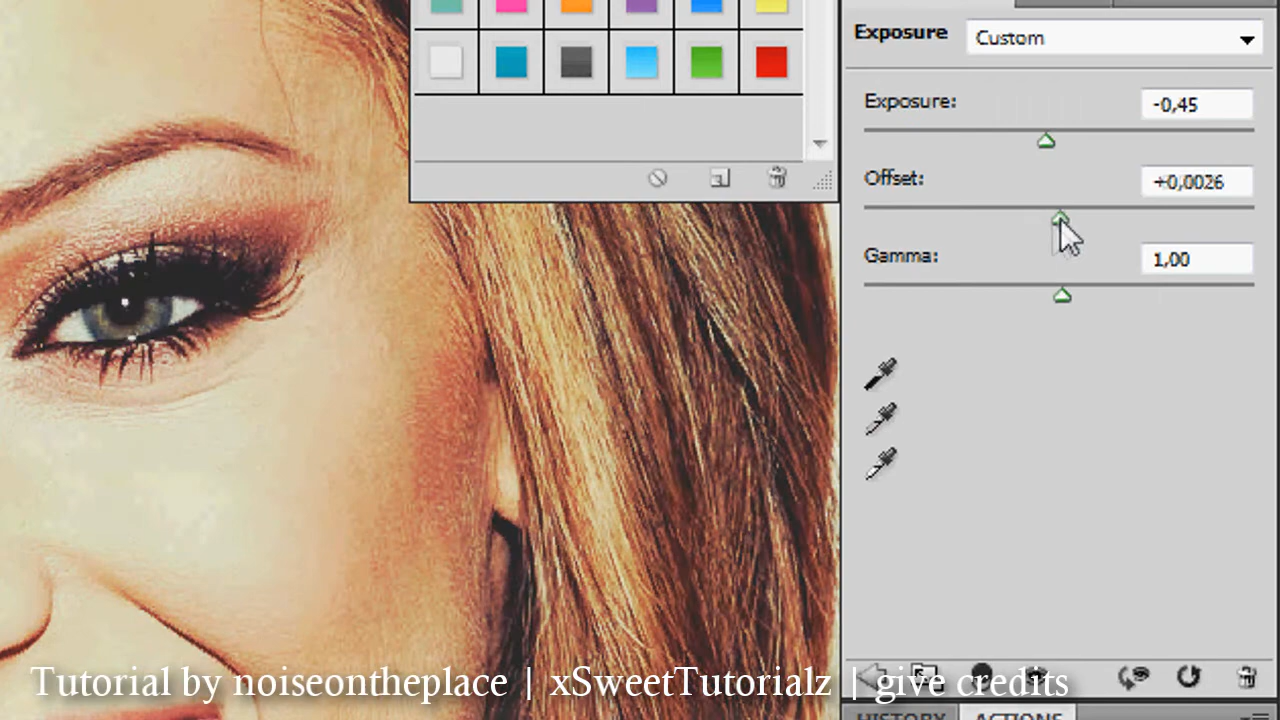 Exposure
Custom
Exposure:
-0,45
Offset:
+0,0026
Gamma:
1,00
Tutorial by noiseontheplace | xSweetTutorialz | give credits
HISTORY
ACTIONS